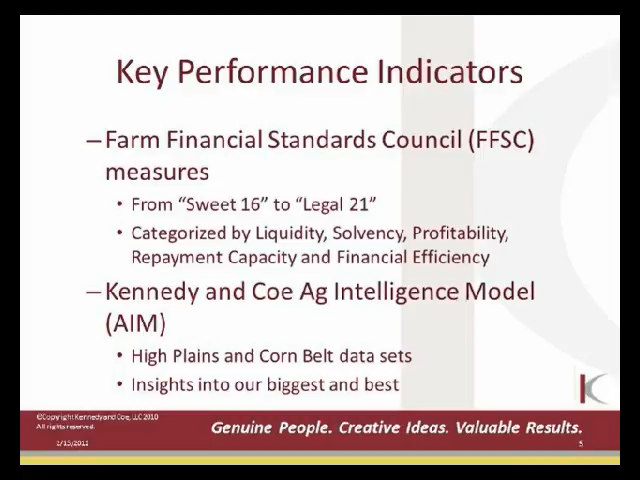 Key Performance Indicators
–Farm Financial Standards Council (FFSC)
measures
• From “Sweet 16” to “Legal 21”
• Categorized by Liquidity, Solvency, Profitability,
Repayment Capacity and Financial Efficiency
–Kennedy and Coe Ag Intelligence Model
(AIM)
• High Plains and Corn Belt data sets
• Insights into our biggest and best
K
©Copyright Kennedy and Coe, LLC 2010
All rights reserved.
Genuine People. Creative Ideas. Valuable Results.
5